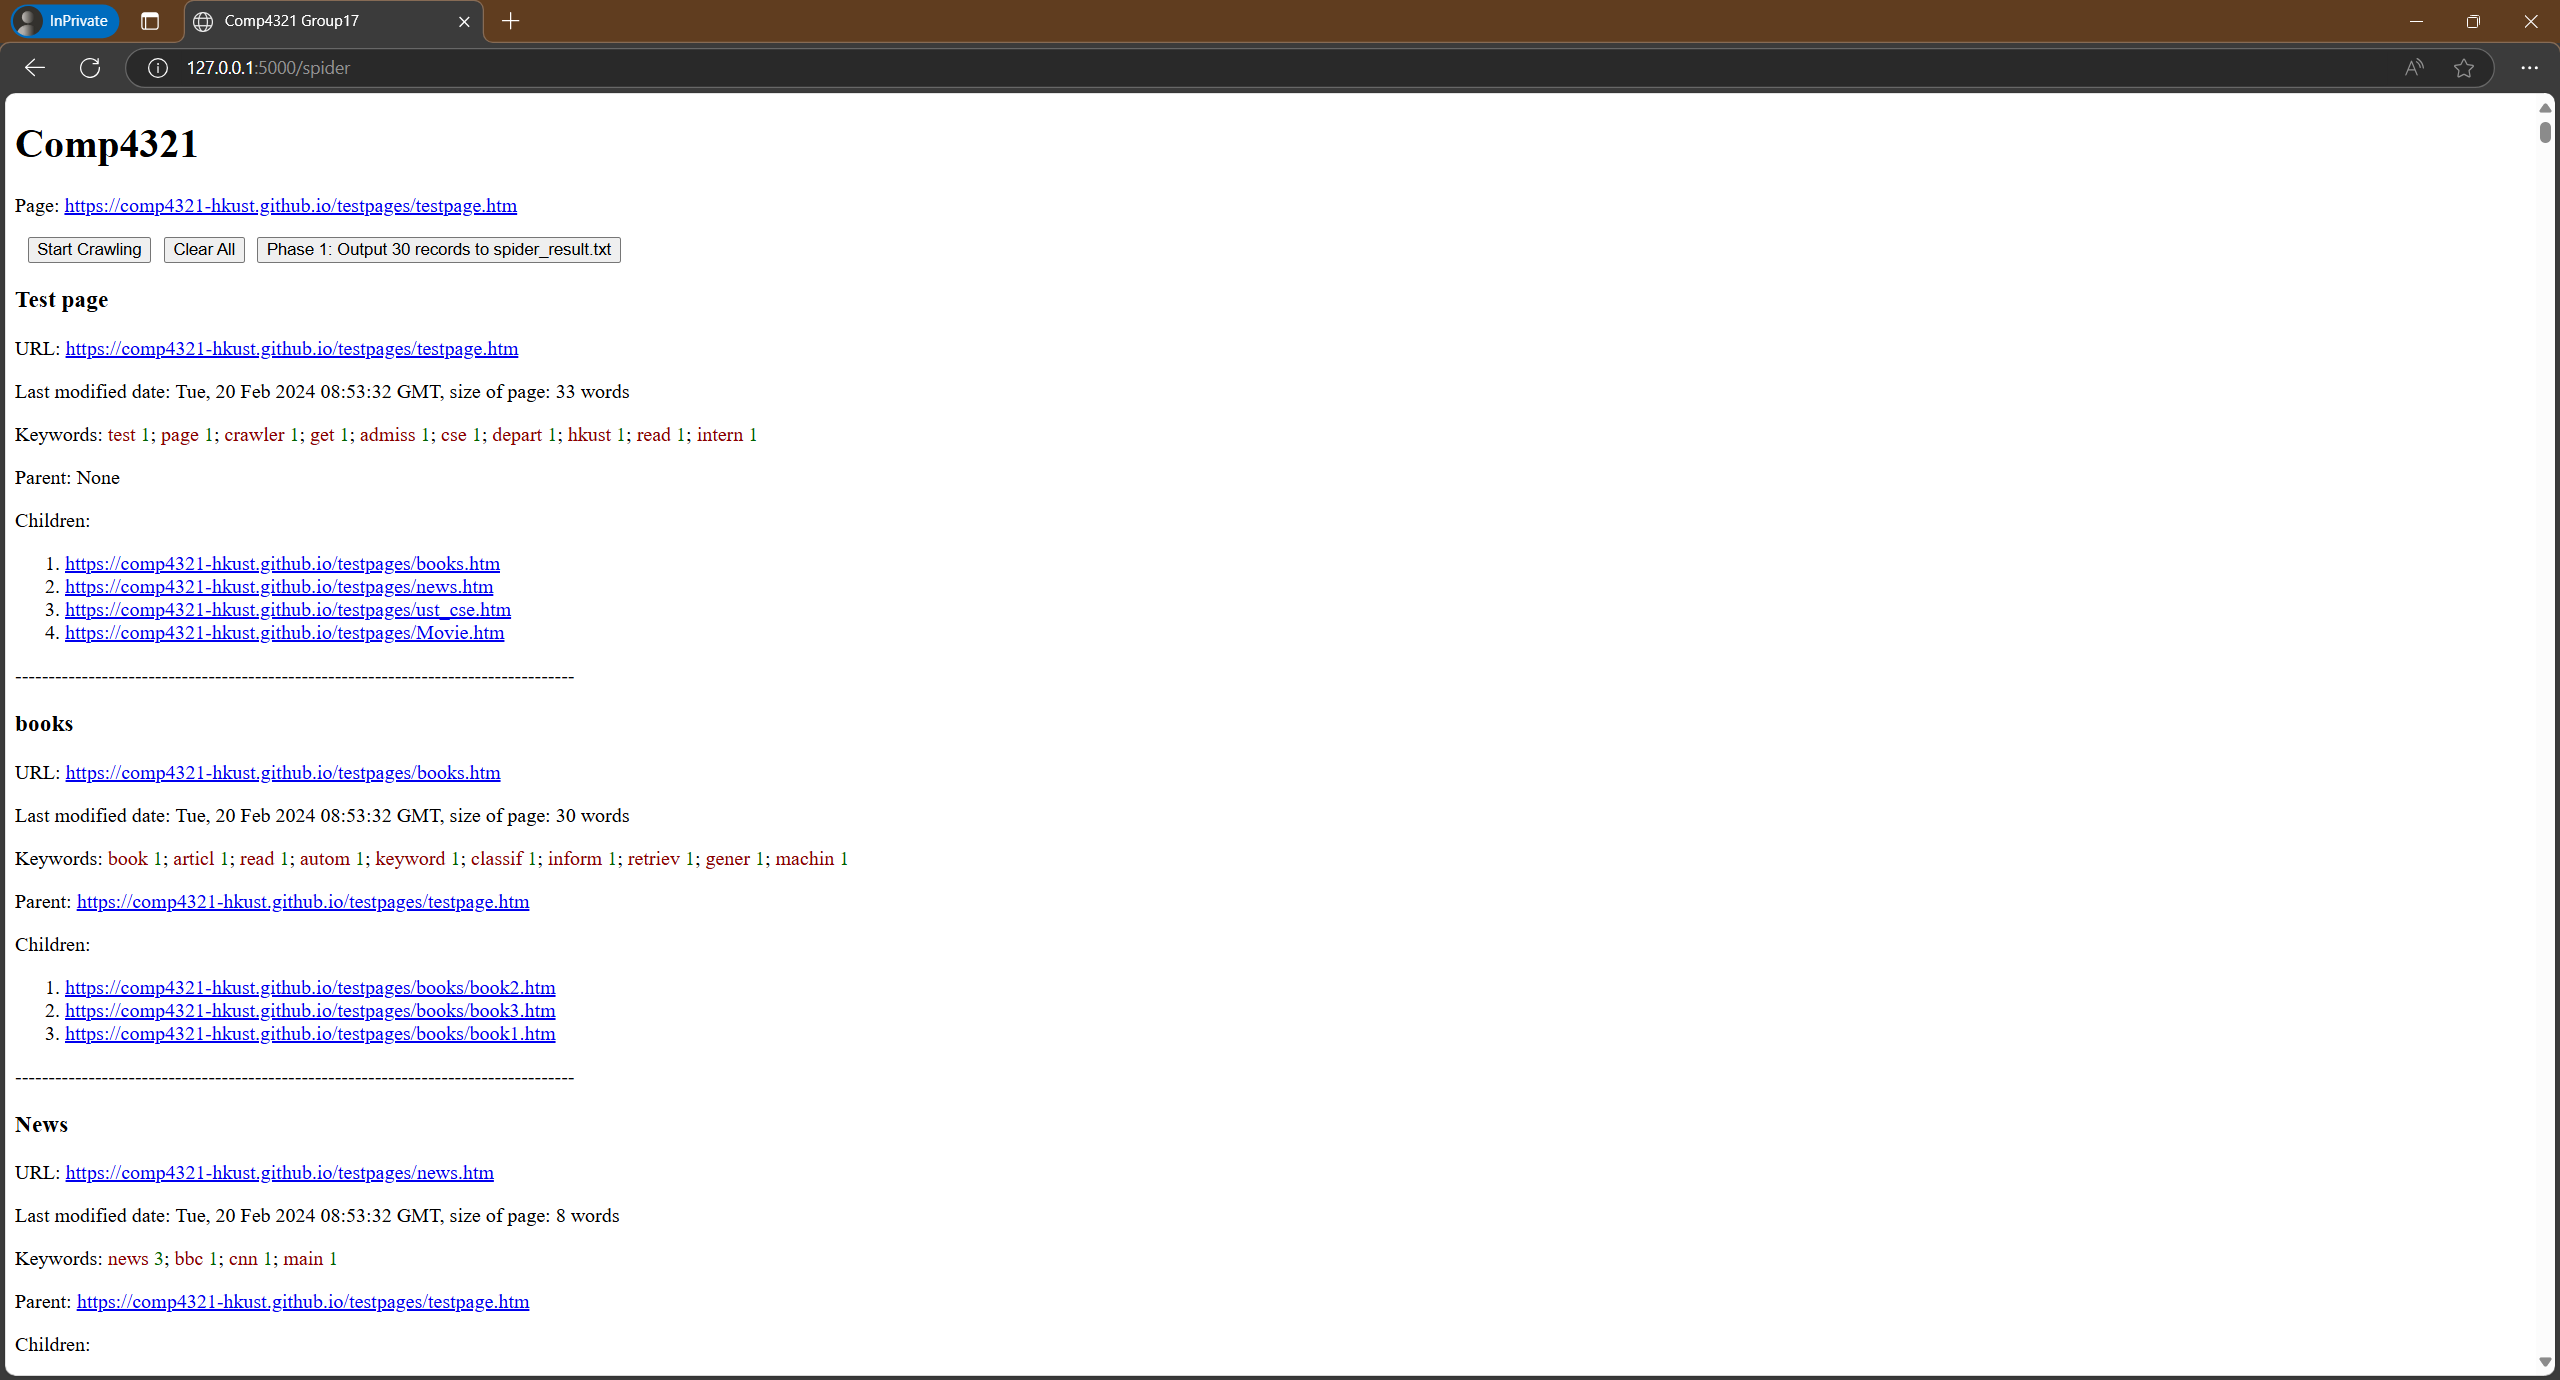 InPrivate
Comp4321 Group17
127.0.0.1:5000/spider
Comp4321
Page: https://comp4321-hkust.github.io/testpages/testpage.htm
Start Crawling Clear All Phase 1: Output 30 records to spider_result.txt
Test page
URL: https://comp4321-hkust.github.io/testpages/testpage.htm
Last modified date: Tue, 20 Feb 2024 08:53:32 GMT, size of page: 33 words
Keywords: test 1; page 1; crawler 1; get 1; admiss 1; cse 1; depart 1; hkust 1; read 1; intern 1
Parent: None
Children:
1. https://comp4321-hkust.github.io/testpages/books.htm
2. https://comp4321-hkust.github.io/testpages/news.htm
3. https://comp4321-hkust.github.io/testpages/ust_cse.htm
4. https://comp4321-hkust.github.io/testpages/Movie.htm
-------------------------------------------------------------------------------------
books
URL: https://comp4321-hkust.github.io/testpages/books.htm
Last modified date: Tue, 20 Feb 2024 08:53:32 GMT, size of page: 30 words
Keywords: book 1; articl 1; read 1; autom 1; keyword 1; classif 1; inform 1; retriev 1; gener 1; machin 1
Parent: https://comp4321-hkust.github.io/testpages/testpage.htm
Children:
1. https://comp4321-hkust.github.io/testpages/books/book2.htm
2. https://comp4321-hkust.github.io/testpages/books/book3.htm
3. https://comp4321-hkust.github.io/testpages/books/book1.htm
-------------------------------------------------------------------------------------
News
URL: https://comp4321-hkust.github.io/testpages/news.htm
Last modified date: Tue, 20 Feb 2024 08:53:32 GMT, size of page: 8 words
Keywords: news 3; bbc 1; cnn 1; main 1
Parent: https://comp4321-hkust.github.io/testpages/testpage.htm
Children: